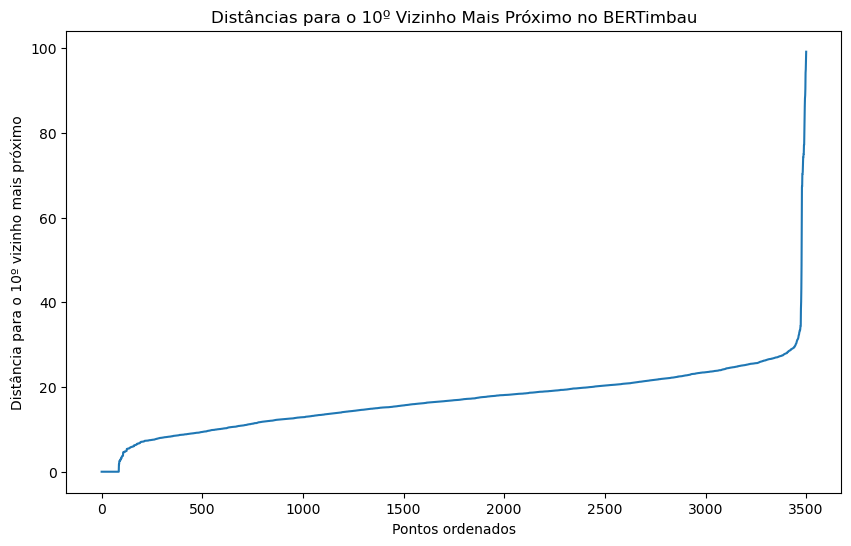 Distâncias para o 10º Vizinho Mais Próximo no BERTimbau
Distância para o 10º vizinho mais próximo
100
80
60
40
20
0
0 500 1000 1500 2000 2500 3000 3500
Pontos ordenados